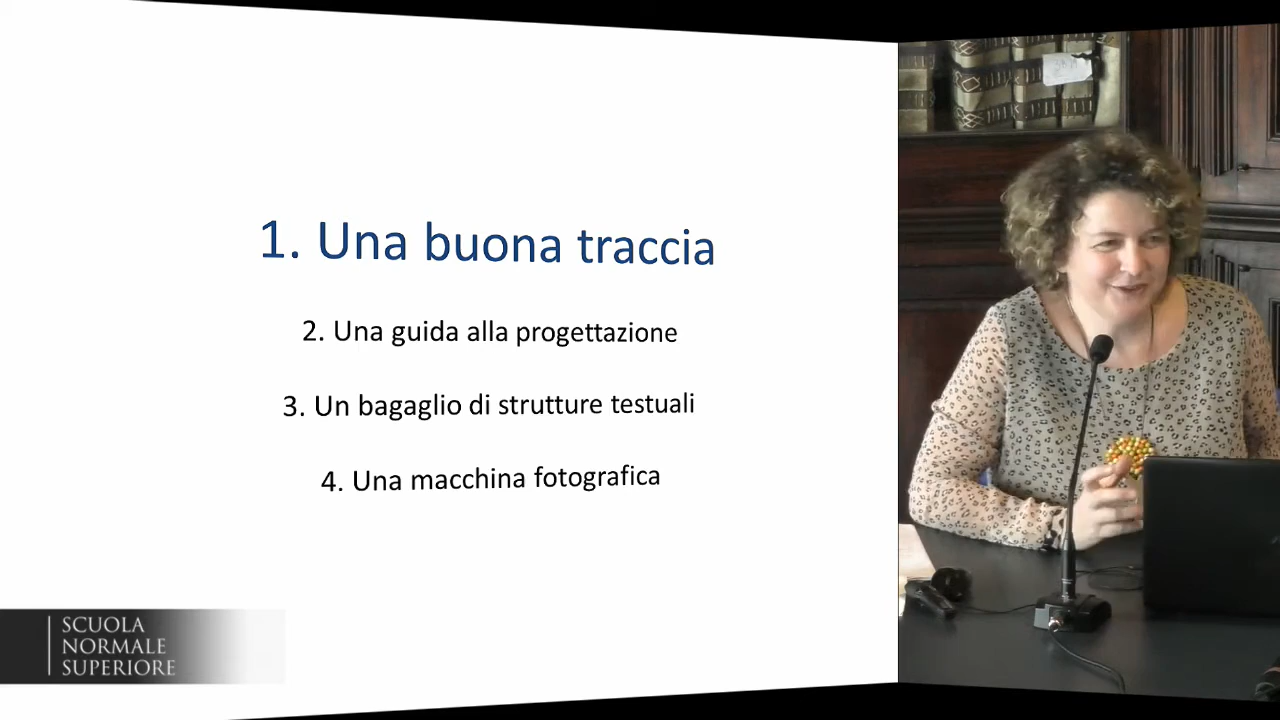 1. Una buona traccia
2. Una guida alla progettazione
3. Un bagaglio di strutture testuali
4. Una macchina fotografica
SCUOLA
NORMALE
SUPERIORE